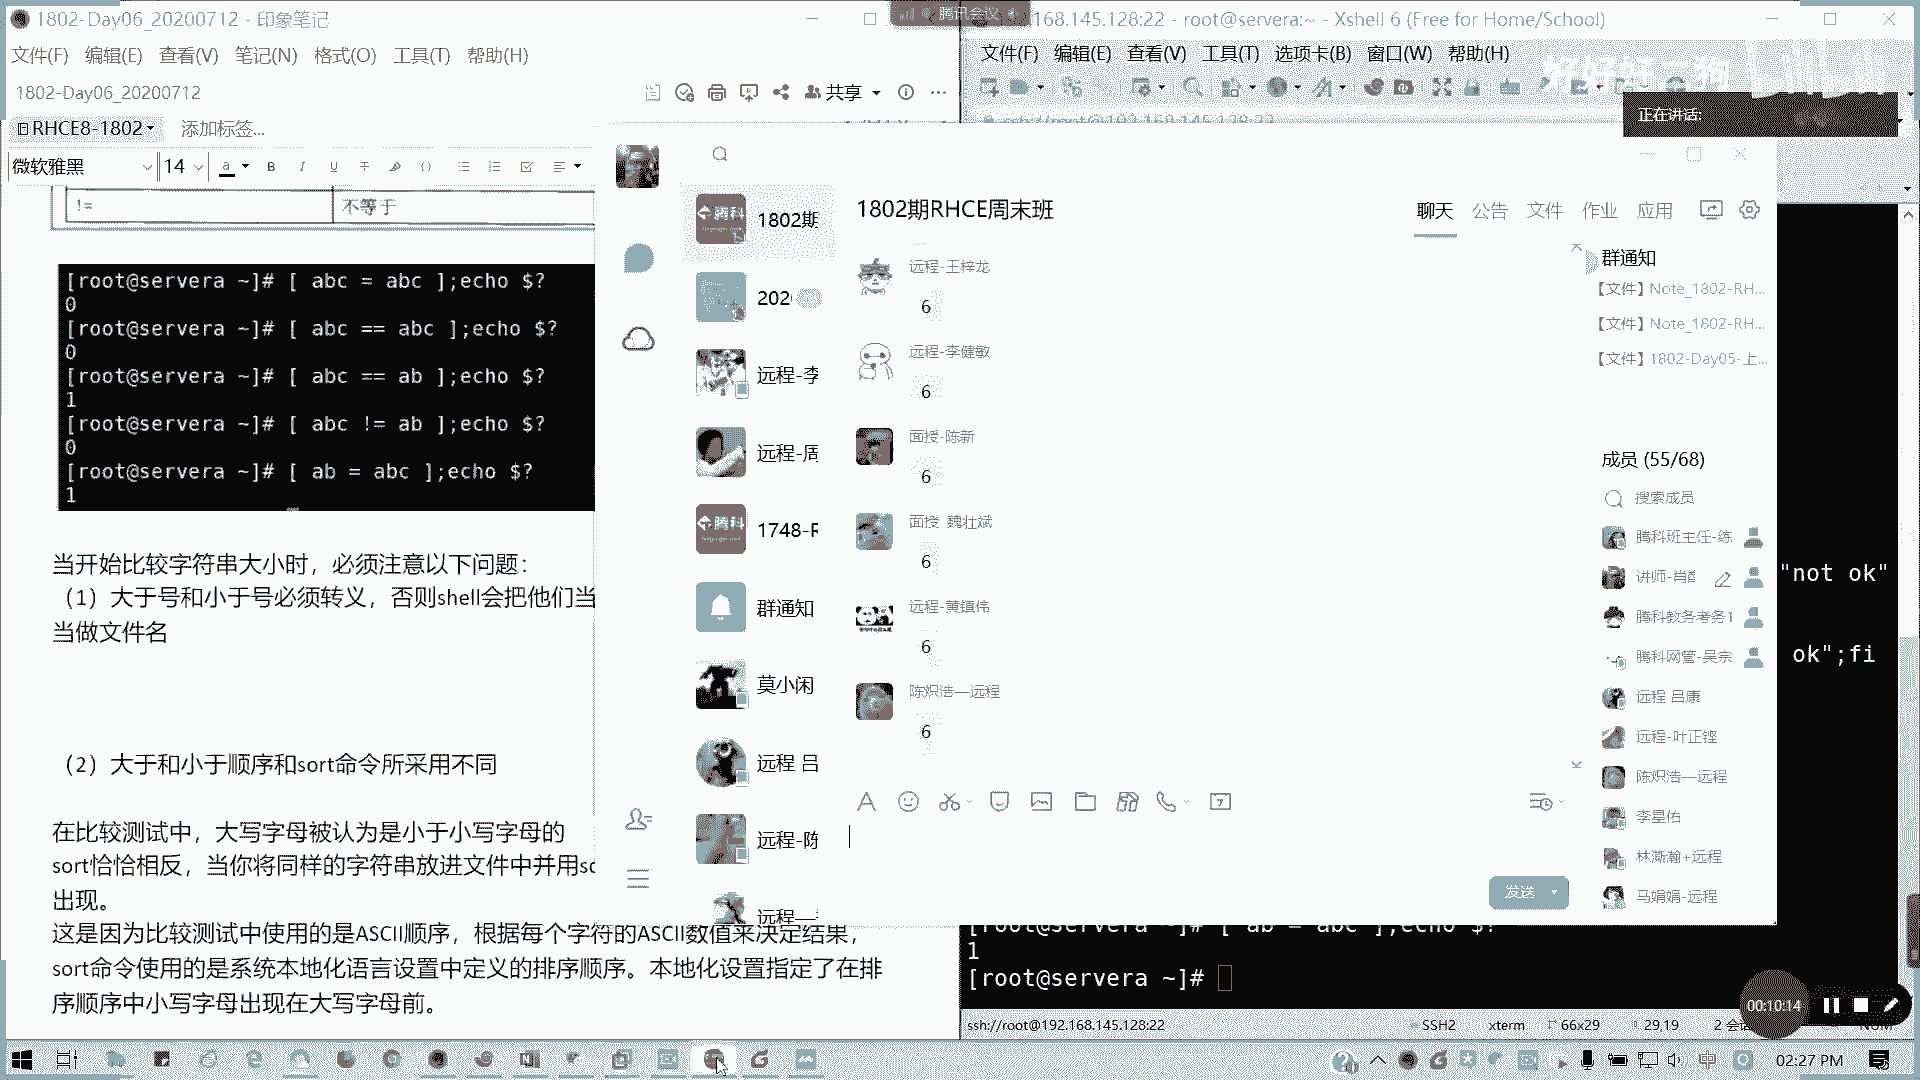 1802-Day06_20200712 - 印象笔记
文件(F) 编辑(E) 查看(V) 笔记(N) 格式(O) 工具(T) 帮助(H)
1802-Day06_20200712
共享
RHCE8-1802
添加标签...
微软雅黑
14
!=
不等于
[root@servera ~]# [ abc = abc ];echo $?
0
[root@servera ~]# [ abc == abc ];echo $?
0
[root@servera ~]# [ abc == ab ];echo $?
1
[root@servera ~]# [ abc != ab ];echo $?
0
[root@servera ~]# [ ab = abc ];echo $?
1
当开始比较字符串大小时，必须注意以下问题：
（1）大于号和小于号必须转义，否则shell会把他们当
当做文件名
（2）大于和小于顺序和sort命令所采用不同
在比较测试中，大写字母被认为是小于小写字母的
sort恰恰相反，当你将同样的字符串放进文件中并用so
出现。
这是因为比较测试中使用的是ASCII顺序，根据每个字符的ASCII数值来决定结果，
sort命令使用的是系统本地化语言设置中定义的排序顺序。本地化设置指定了在排
序顺序中小写字母出现在大写字母前。
腾讯会议
168.145.128:22 - root@servera:~ - Xshell 6 (Free for Home/School)
文件(F) 编辑(E) 查看(V) 工具(T) 选项卡(B) 窗口(W) 帮助(H)
ssh://root@192.168.145.128:22
正在讲话:
1802期
202
远程-李
远程-周
1748-R
群通知
莫小闲
远程 吕
远程-陈
远程—
1802期RHCE周末班
聊天 公告 文件 作业 应用
远程-王梓龙
6
远程-李健敏
6
面授-陈新
6
面授 魏壮斌
6
远程-黄镇伟
6
陈炽浩—远程
6
发送
群通知
【文件】Note_1802-RH...
【文件】Note_1802-RH...
【文件】1802-Day05-上...
成员 (55/68)
搜索成员
腾科班主任-练
讲师-肖
腾科教务考务1
腾科网管-吴宗
远程 吕康
远程-叶正铿
陈炽浩—远程
李星佑
林澌瀚+远程
马娟娟-远程
"not ok"
ok";fi
[root@servera ~]# [ ab = abc ];echo $?
1
[root@servera ~]#
ssh://root@192.168.145.128:22
SSH2
xterm
66x29
29,19
2 会话
NUM
00:10:14
中
02:27 PM